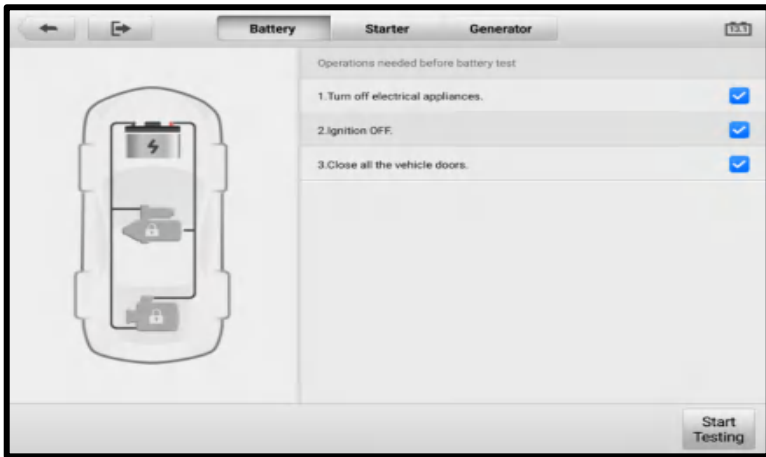 Battery
Starter
Generator
Operations needed before battery test
1.Turn off electrical appliances.
2.Ignition OFF.
3.Close all the vehicle doors.
Start
Testing